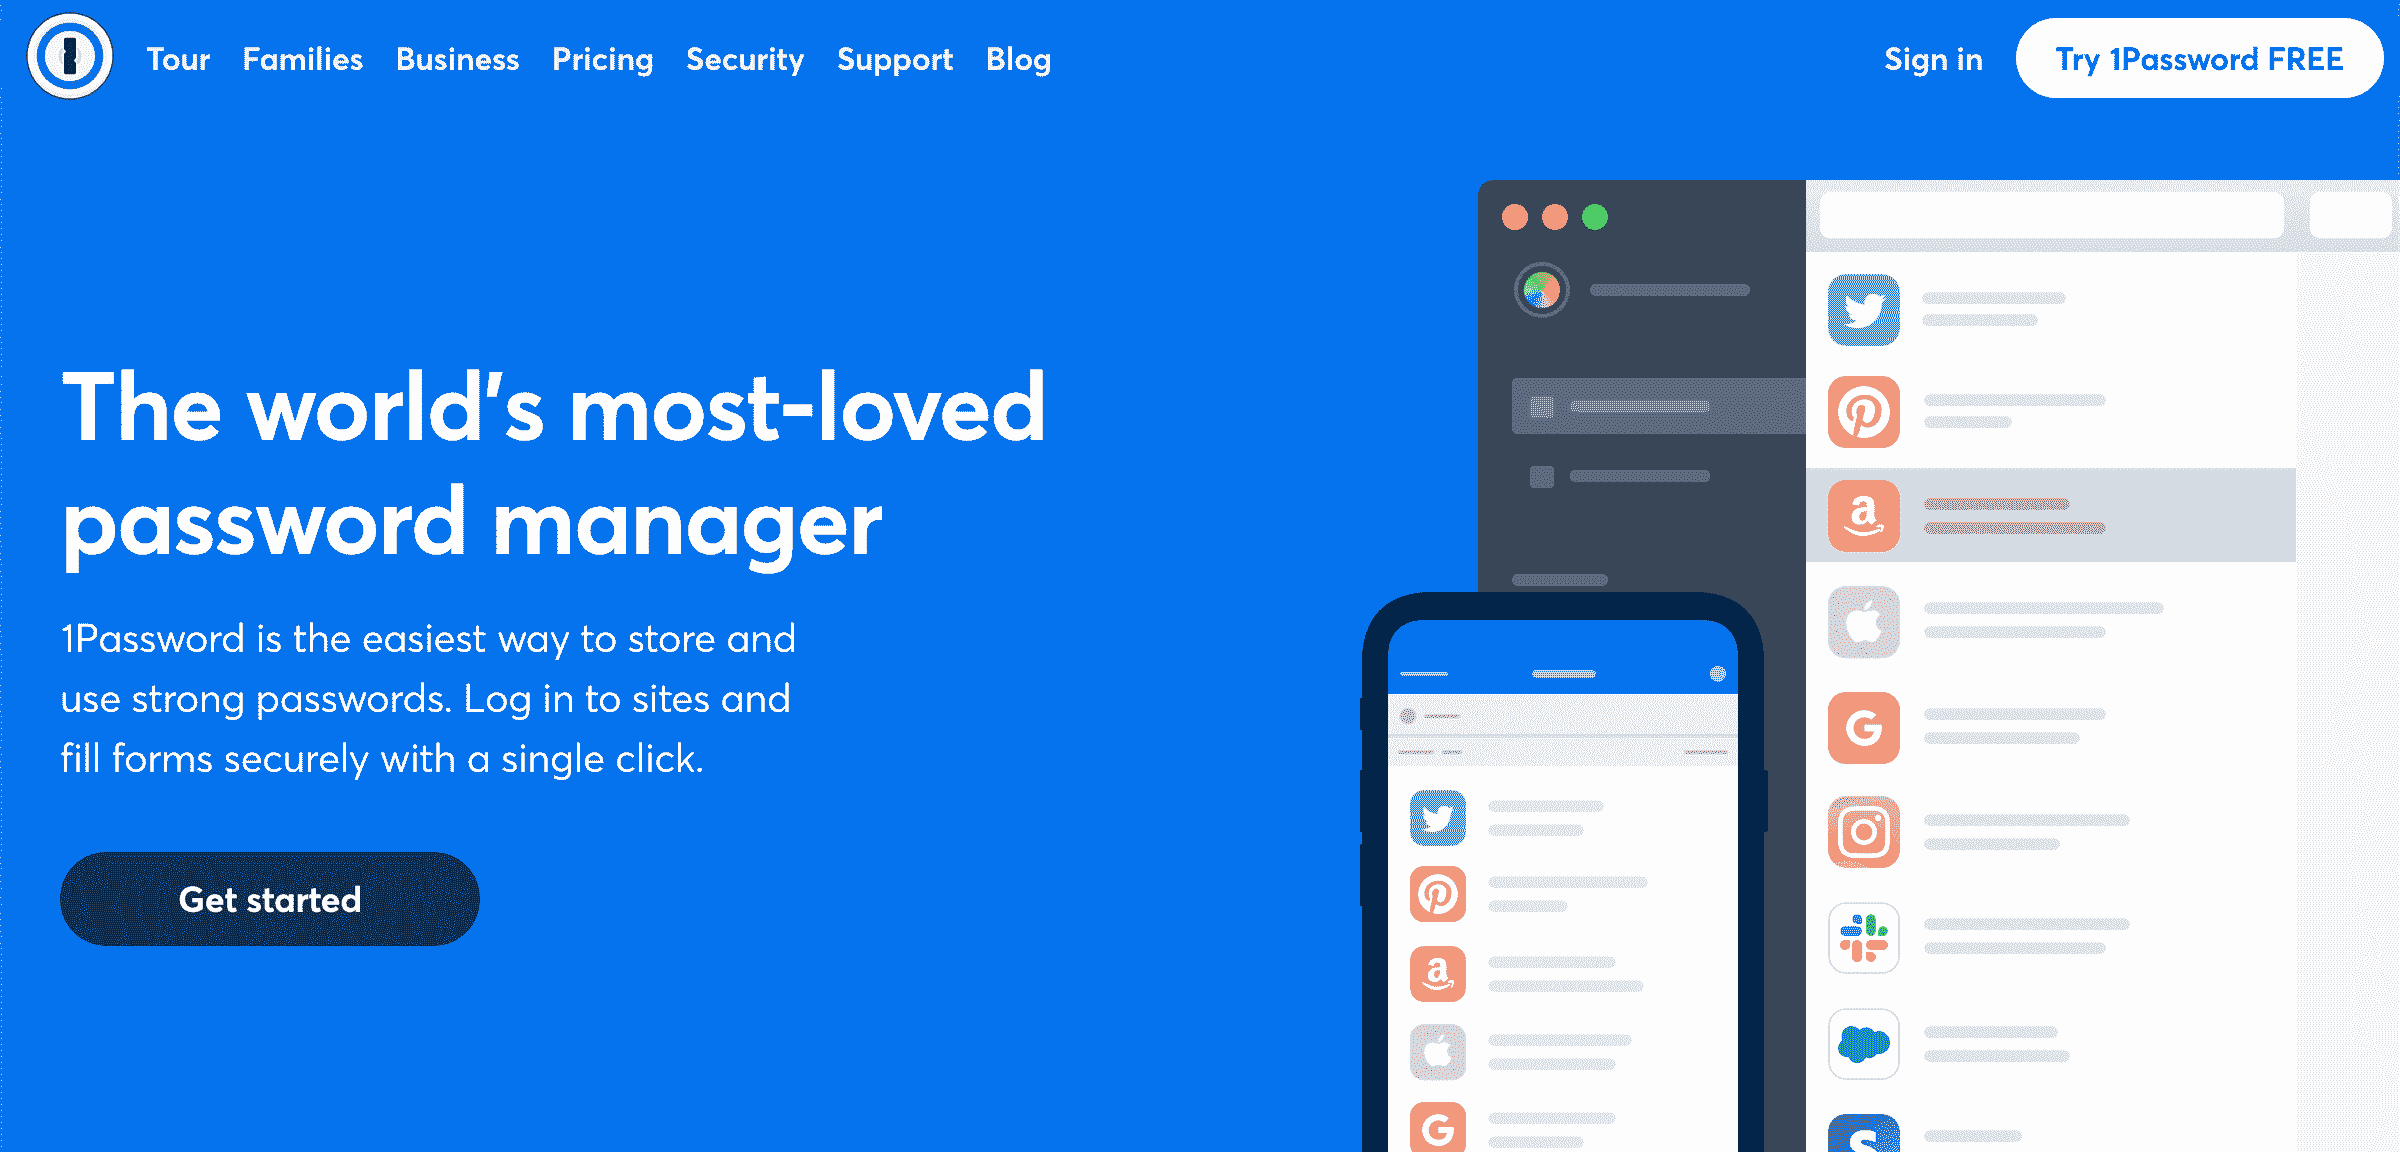 Tour Families Business Pricing Security Support Blog Sign in Try 1Password FREE
The world's most-loved
password manager
1Password is the easiest way to store and
use strong passwords. Log in to sites and
fill forms securely with a single click.
Get started